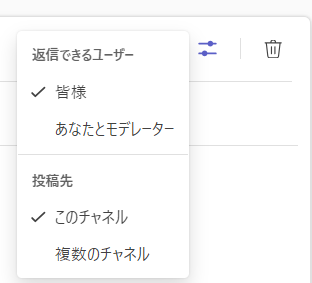 返信できるユーザー
皆様
あなたとモデレーター
投稿先
このチャネル
複数のチャネル